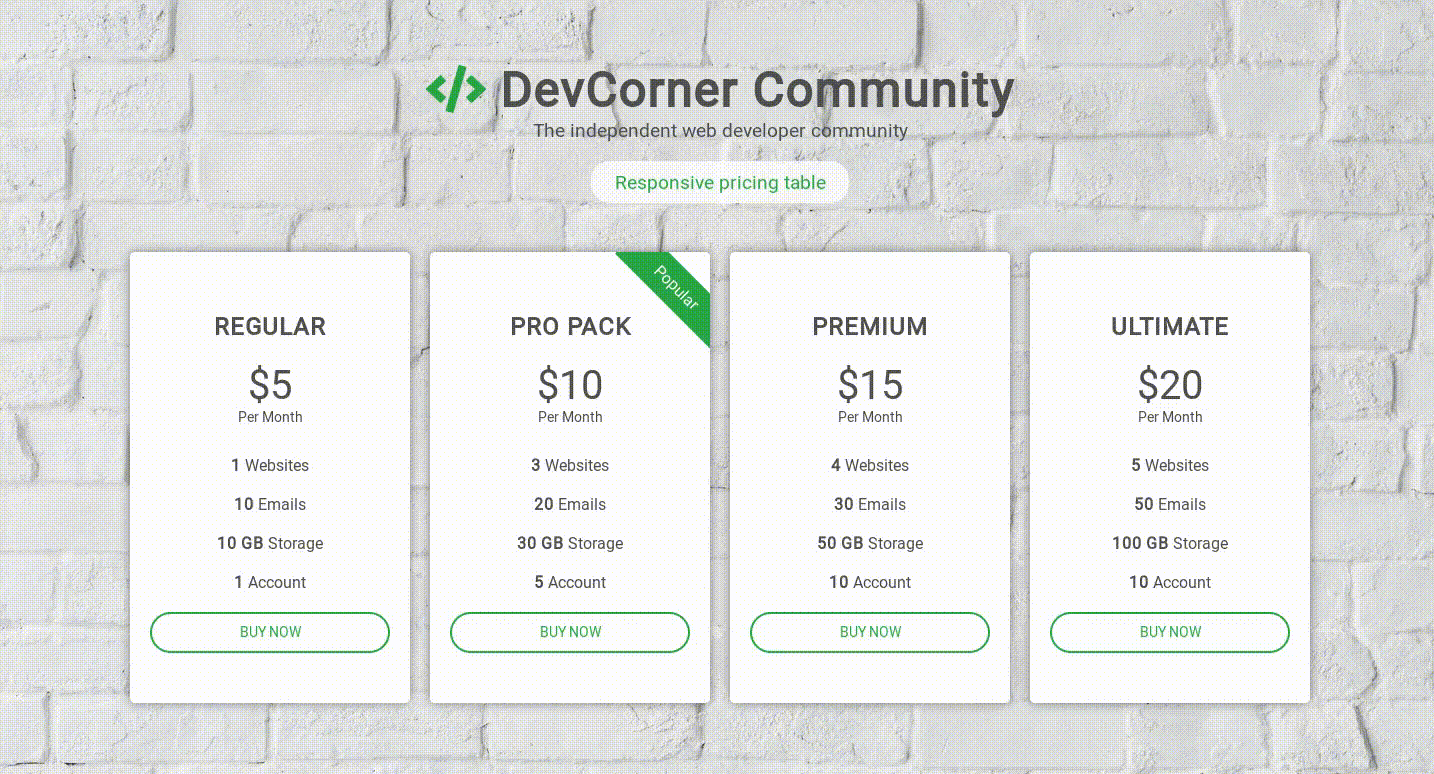 </> DevCorner Community
The independent web developer community
Responsive pricing table
REGULAR
$5
Per Month
1 Websites
10 Emails
10 GB Storage
1 Account
BUY NOW
Popular
PRO PACK
$10
Per Month
3 Websites
20 Emails
30 GB Storage
5 Account
BUY NOW
PREMIUM
$15
Per Month
4 Websites
30 Emails
50 GB Storage
10 Account
BUY NOW
ULTIMATE
$20
Per Month
5 Websites
50 Emails
100 GB Storage
10 Account
BUY NOW